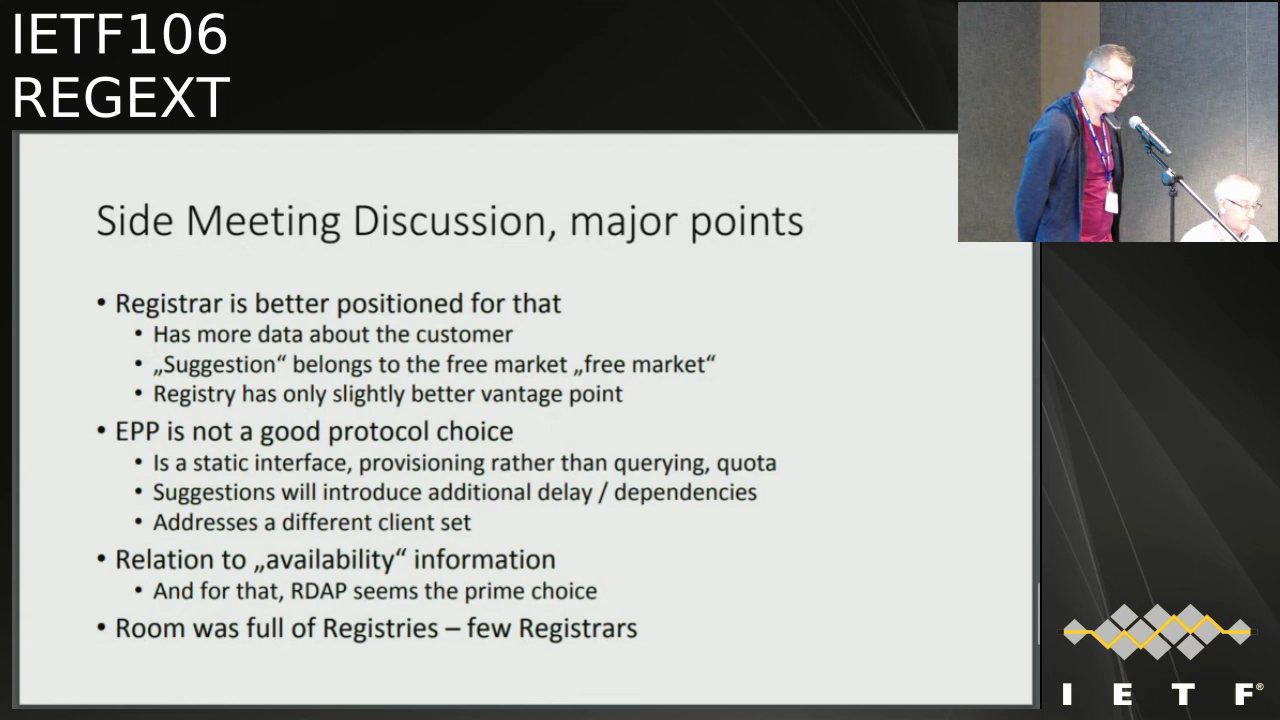 IETF106
REGEXT
Side Meeting Discussion, major points
• Registrar is better positioned for that
• Has more data about the customer
• „Suggestion“ belongs to the free market „free market“
• Registry has only slightly better vantage point
• EPP is not a good protocol choice
• Is a static interface, provisioning rather than querying, quota
• Suggestions will introduce additional delay / dependencies
• Addresses a different client set
• Relation to „availability“ information
• And for that, RDAP seems the prime choice
• Room was full of Registries – few Registrars
I E T F®